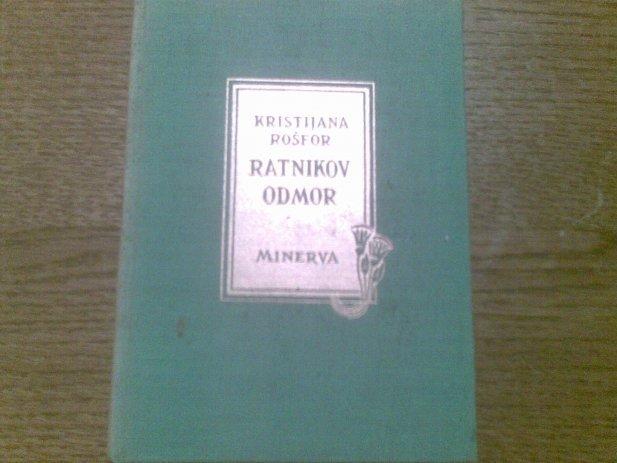 KRISTIJANA
ROŠFOR
RATNIKOV
ODMOR
MINERVA